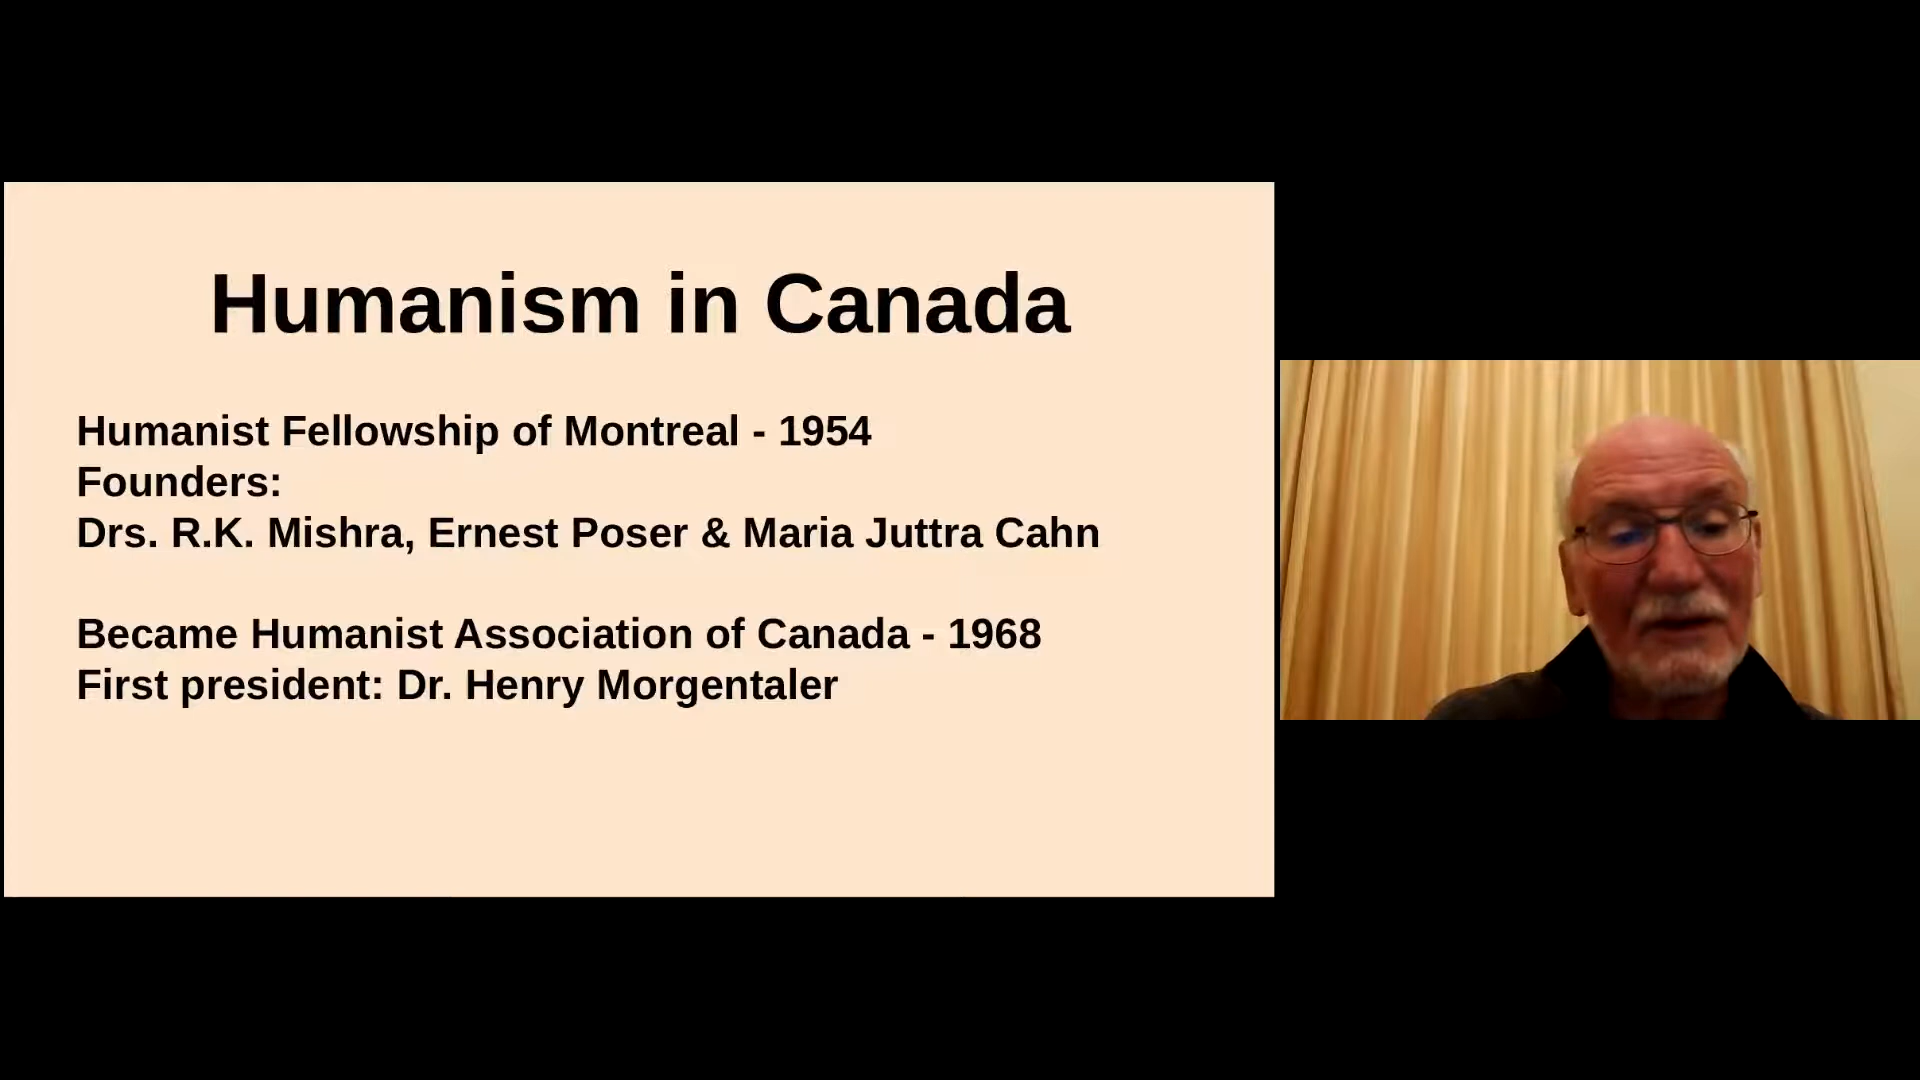 Humanism in Canada
Humanist Fellowship of Montreal - 1954
Founders:
Drs. R.K. Mishra, Ernest Poser & Maria Juttra Cahn
Became Humanist Association of Canada - 1968
First president: Dr. Henry Morgentaler